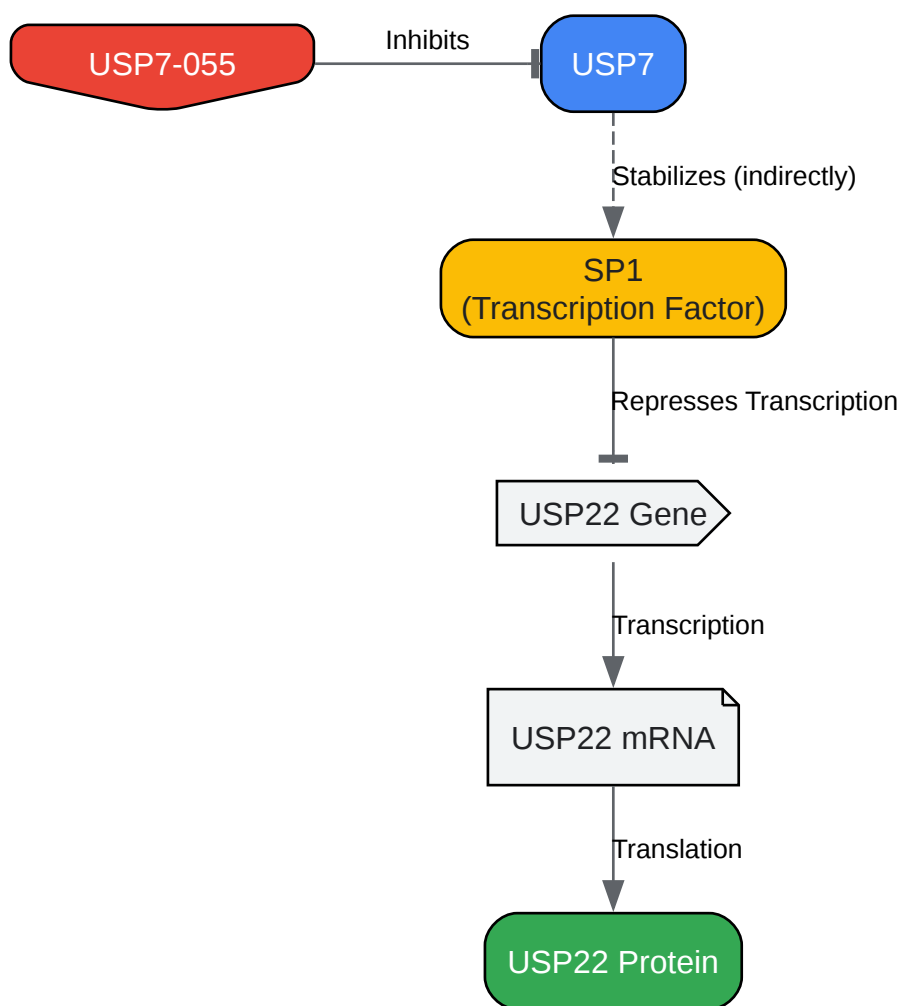 Inhibits
USP7-055
USP7
Stabilizes (indirectly)
SP1
(Transcription Factor)
Represses Transcription
USP22 Gene
Transcription
USP22 mRNA
Translation
USP22 Protein